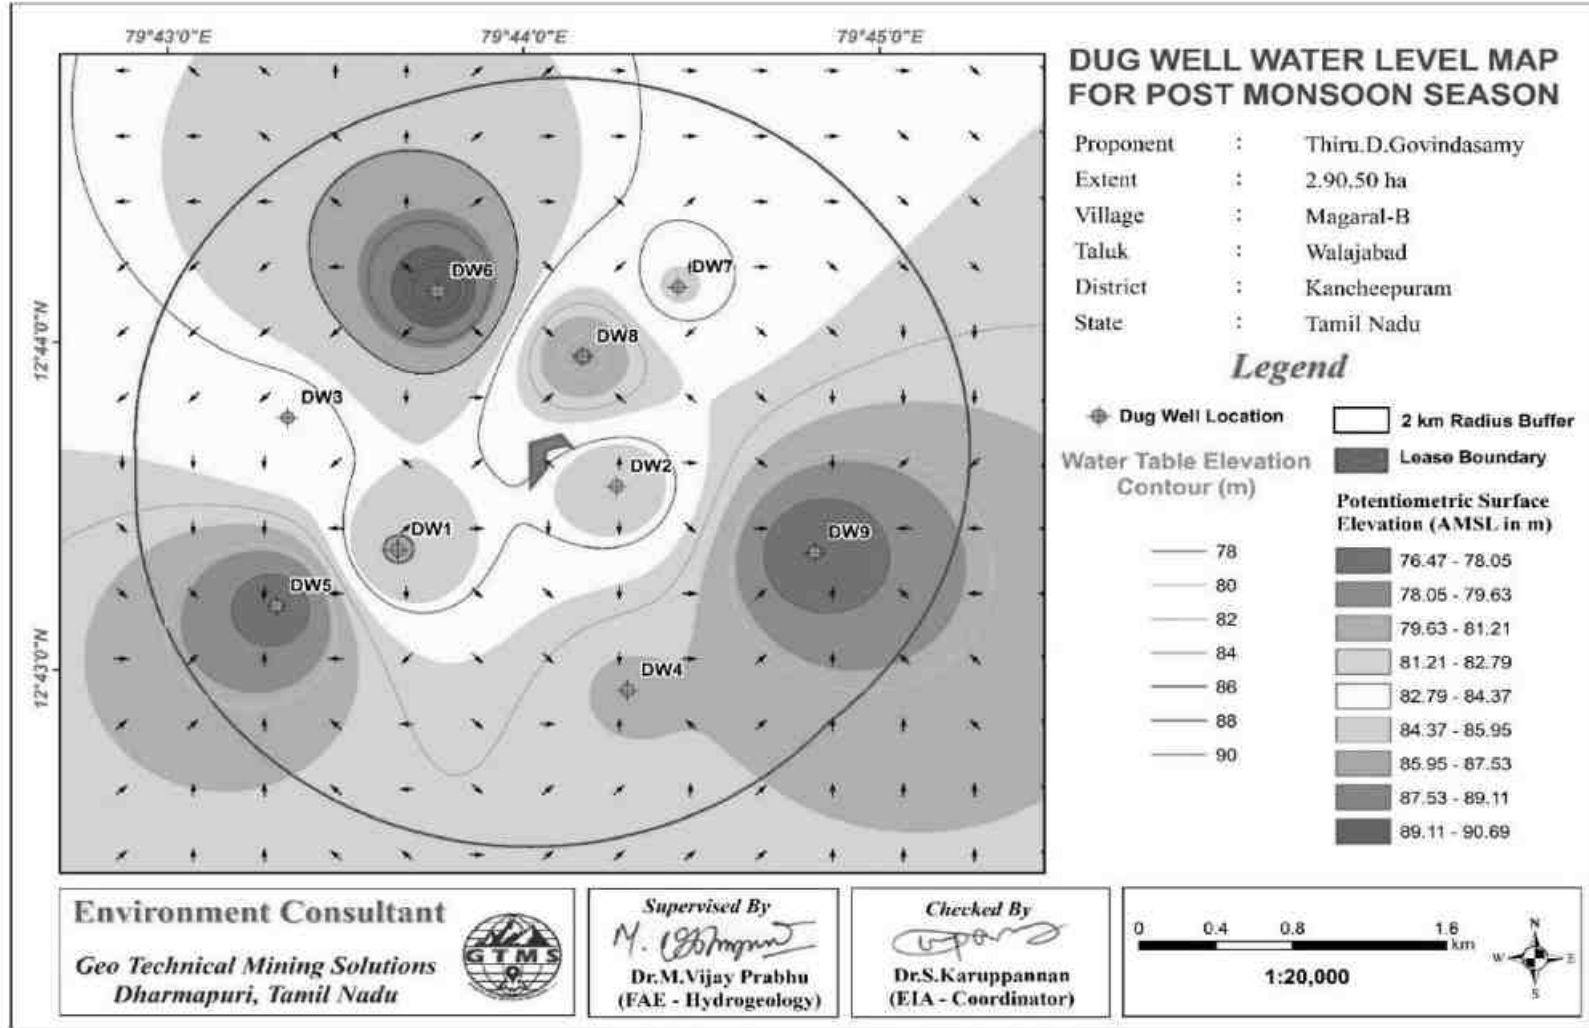 79°43'0"E
79°44'0"E
79°45'0"E
12°44'0"N
12°43'0"N
DW6
DW7
DW8
DW3
DW2
DW1
DW9
DW5
DW4
DUG WELL WATER LEVEL MAP
FOR POST MONSOON SEASON
Proponent : Thiru.D.Govindasamy
Extent : 2.90.50 ha
Village : Magaral-B
Taluk : Walajabad
District : Kancheepuram
State : Tamil Nadu
Legend
Dug Well Location
2 km Radius Buffer
Lease Boundary
Water Table Elevation
Contour (m)
78
80
82
84
86
88
90
Potentiometric Surface
Elevation (AMSL in m)
76.47 - 78.05
78.05 - 79.63
79.63 - 81.21
81.21 - 82.79
82.79 - 84.37
84.37 - 85.95
85.95 - 87.53
87.53 - 89.11
89.11 - 90.69
Environment Consultant
Geo Technical Mining Solutions
Dharmapuri, Tamil Nadu
GTMS
Supervised By
Dr.M.Vijay Prabhu
(FAE - Hydrogeology)
Checked By
Dr.S.Karuppannan
(EIA - Coordinator)
0 0.4 0.8 1.6
km
1:20,000
N
W E
S